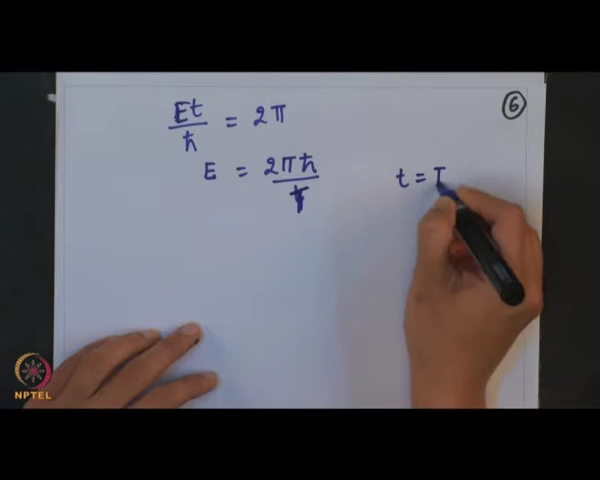 ⑥
Et/ħ = 2π
E = 2πħ/T
t = T
NPTEL